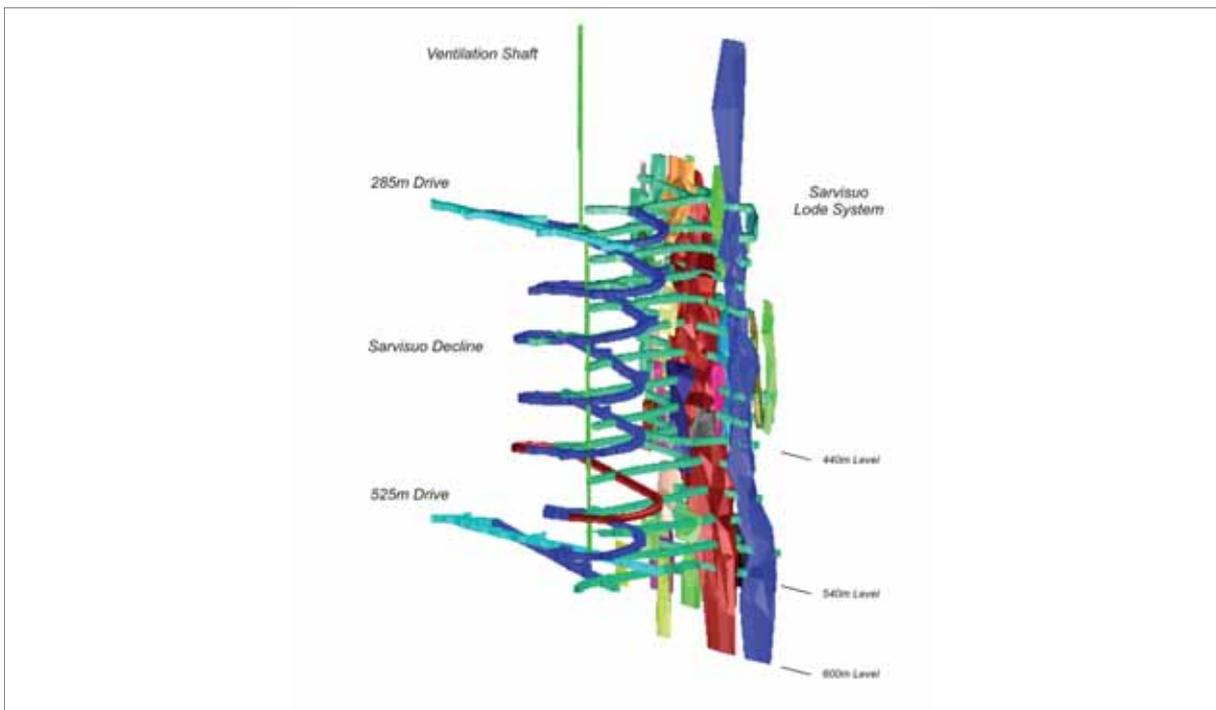 Ventilation Shaft
285m Drive
Sarvisuo
Lode System
Sarvisuo Decline
440m Level
525m Drive
540m Level
600m Level